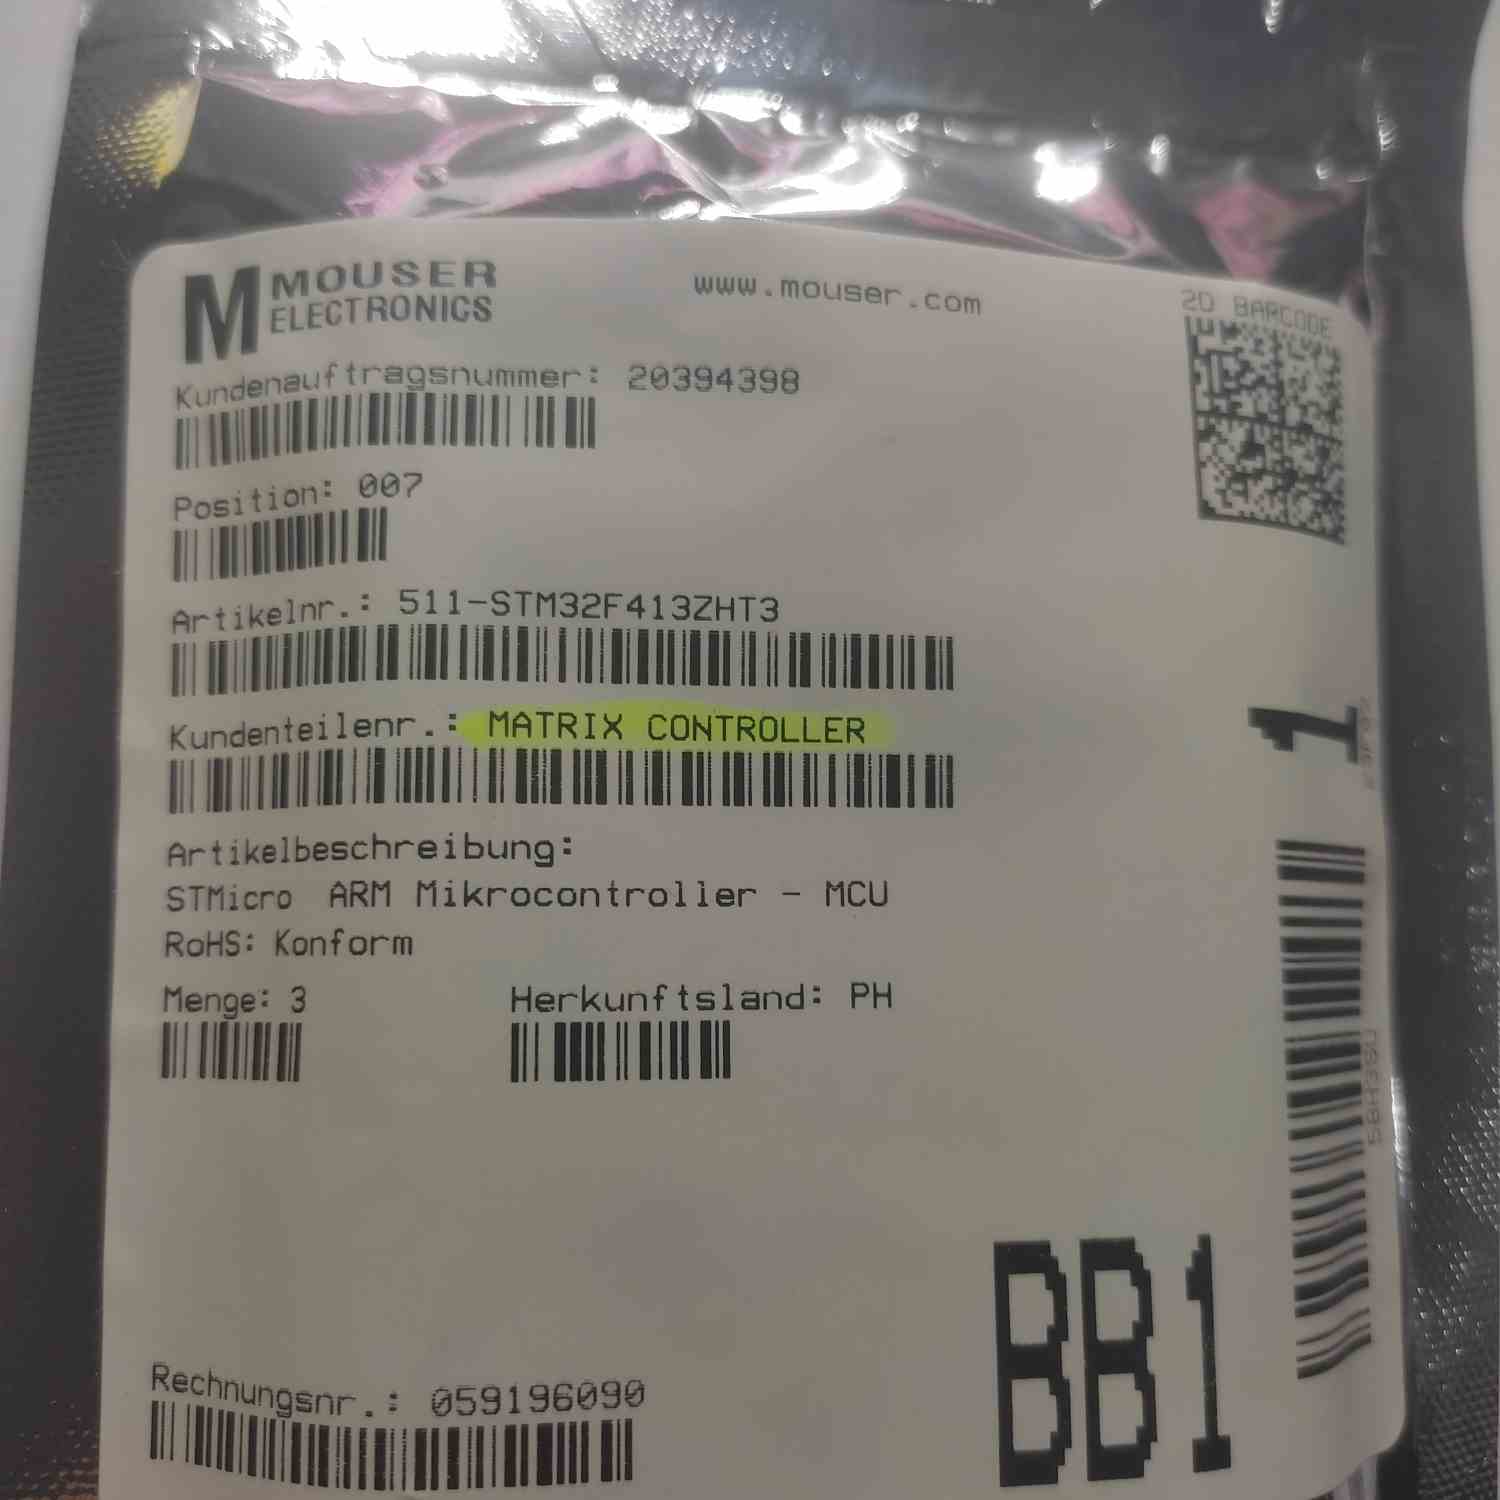 MOUSER
ELECTRONICS
www.mouser.com
2D BARCODE
Kundenauftragsnummer: 20394398
Position: 007
Artikelnr.: 511-STM32F413ZHT3
Kundenteilenr.: MATRIX CONTROLLER
Artikelbeschreibung:
STMicro ARM Mikrocontroller - MCU
RoHS: Konform
Menge: 3
Herkunftsland: PH
Rechnungsnr.: 059196090
1
BB1